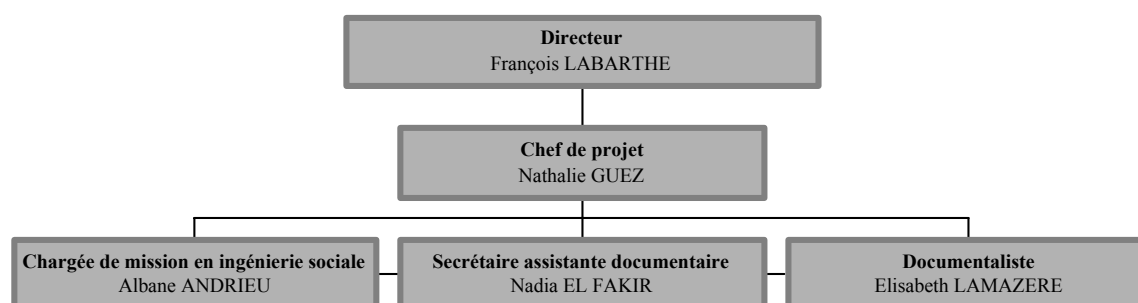 Directeur
François LABARTHE
Chef de projet
Nathalie GUEZ
Chargée de mission en ingénierie sociale
Albane ANDRIEU
Secrétaire assistante documentaire
Nadia EL FAKIR
Documentaliste
Elisabeth LAMAZERE